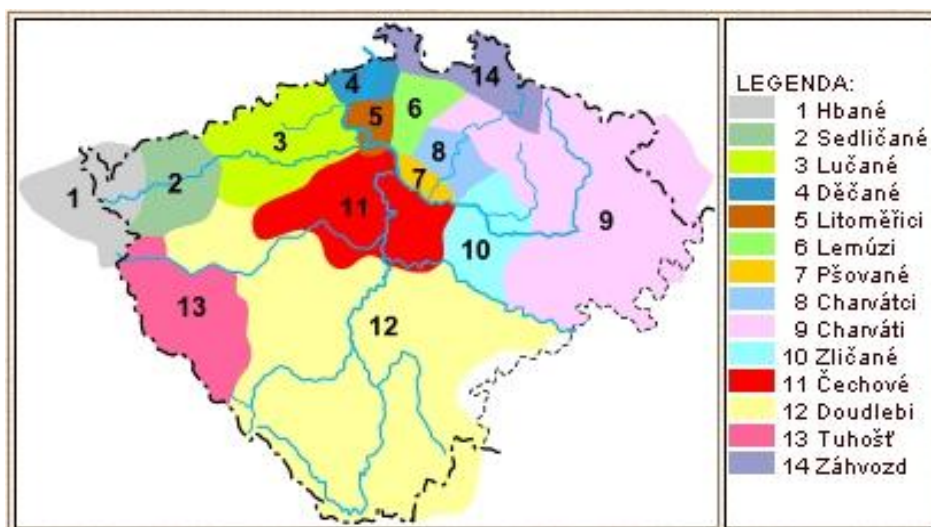 LEGENDA:
1 Hbané
2 Sedličané
3 Lučané
4 Děčané
5 Litoměřici
6 Lemúzi
7 Pšované
8 Charvátci
9 Charváti
10 Zličané
11 Čechové
12 Doudlebi
13 Tuhošť
14 Záhvozd
4
14
5
6
3
8
1
2
7
11
9
10
13
12